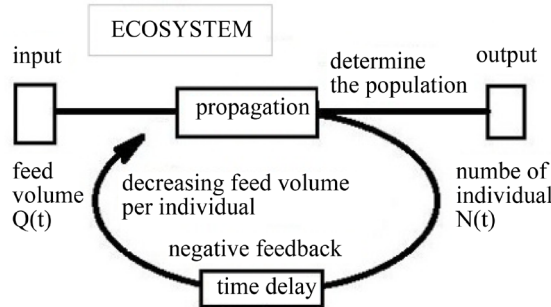 ECOSYSTEM
input
output
determine
the population
propagation
feed
volume
Q(t)
decreasing feed volume
per individual
numbe of
individual
N(t)
negative feedback
time delay